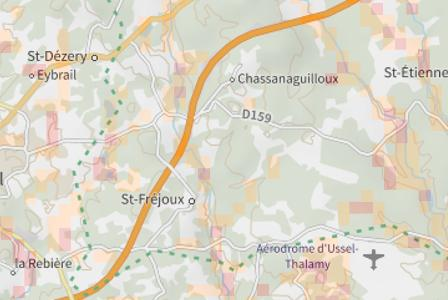 St-Dézery
Eybrail
Chassanaguilloux
St-Étienne
D159
St-Fréjoux
Aérodrome d'Ussel-
Thalamy
la Rebière